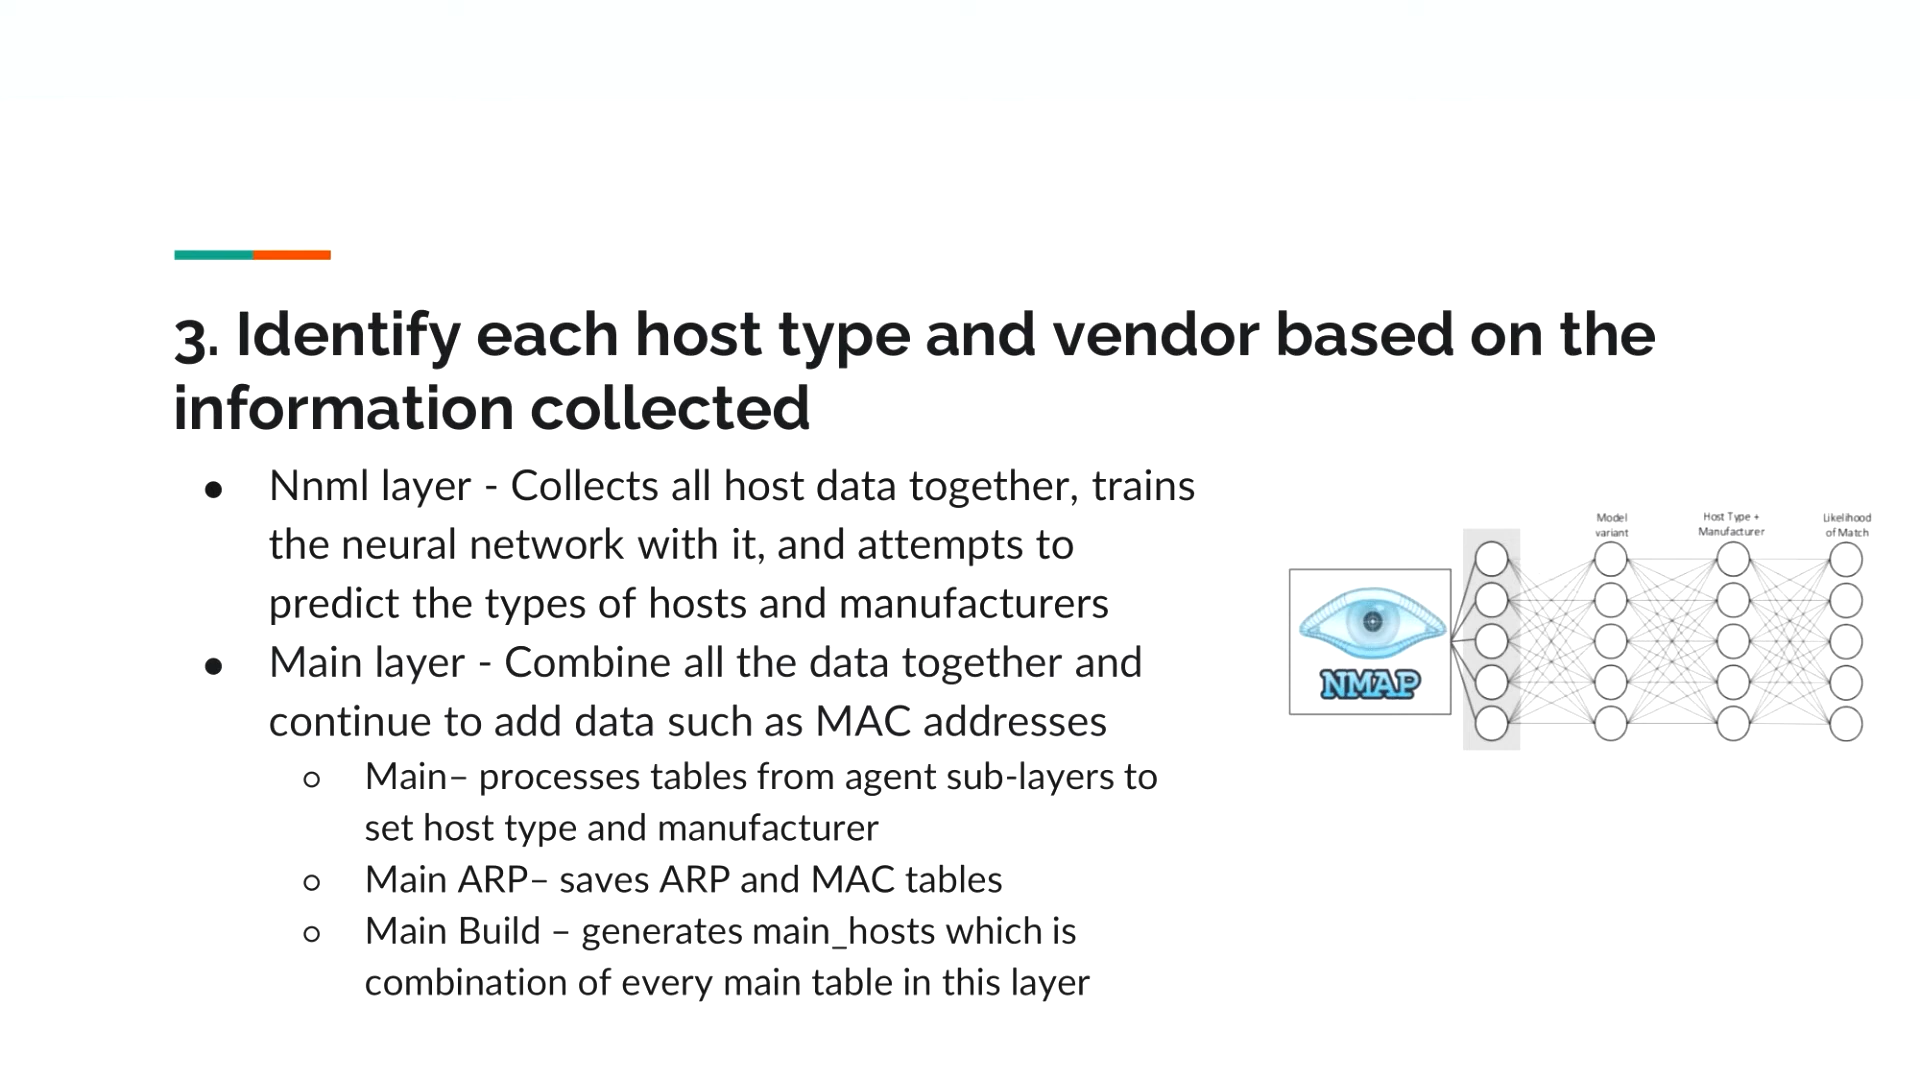 3. Identify each host type and vendor based on the
information collected
● Nnml layer - Collects all host data together, trains
the neural network with it, and attempts to
predict the types of hosts and manufacturers
● Main layer - Combine all the data together and
continue to add data such as MAC addresses
○ Main– processes tables from agent sub-layers to
set host type and manufacturer
○ Main ARP– saves ARP and MAC tables
○ Main Build – generates main_hosts which is
combination of every main table in this layer
NMAP
Model
variant
Host Type +
Manufacturer
Likelihood
of Match